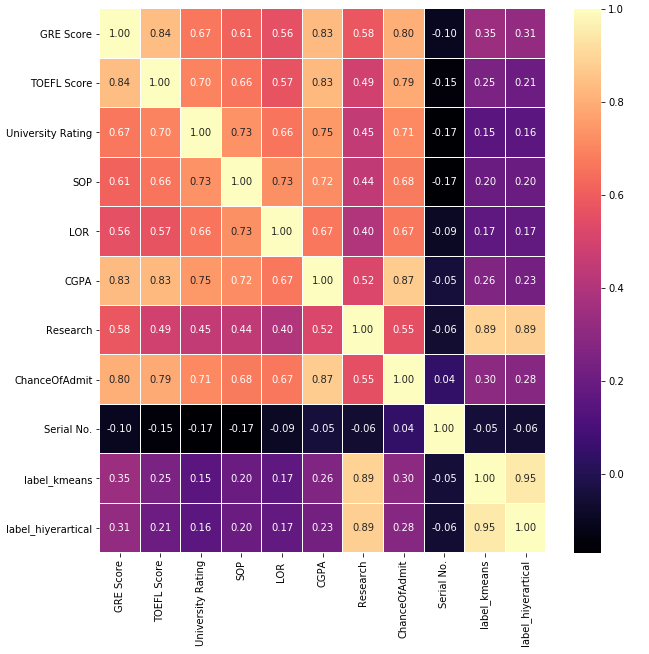 GRE Score 1.00 0.84 0.67 0.61 0.56 0.83 0.58 0.80 -0.10 0.35 0.31
TOEFL Score 0.84 1.00 0.70 0.66 0.57 0.83 0.49 0.79 -0.15 0.25 0.21
University Rating 0.67 0.70 1.00 0.73 0.66 0.75 0.45 0.71 -0.17 0.15 0.16
SOP 0.61 0.66 0.73 1.00 0.73 0.72 0.44 0.68 -0.17 0.20 0.20
LOR 0.56 0.57 0.66 0.73 1.00 0.67 0.40 0.67 -0.09 0.17 0.17
CGPA 0.83 0.83 0.75 0.72 0.67 1.00 0.52 0.87 -0.05 0.26 0.23
Research 0.58 0.49 0.45 0.44 0.40 0.52 1.00 0.55 -0.06 0.89 0.89
ChanceOfAdmit 0.80 0.79 0.71 0.68 0.67 0.87 0.55 1.00 0.04 0.30 0.28
Serial No. -0.10 -0.15 -0.17 -0.17 -0.09 -0.05 -0.06 0.04 1.00 -0.05 -0.06
label_kmeans 0.35 0.25 0.15 0.20 0.17 0.26 0.89 0.30 -0.05 1.00 0.95
label_hiyerartical 0.31 0.21 0.16 0.20 0.17 0.23 0.89 0.28 -0.06 0.95 1.00
GRE Score
TOEFL Score
University Rating
SOP
LOR
CGPA
Research
ChanceOfAdmit
Serial No.
label_kmeans
label_hiyerartical
1.0
0.8
0.6
0.4
0.2
0.0